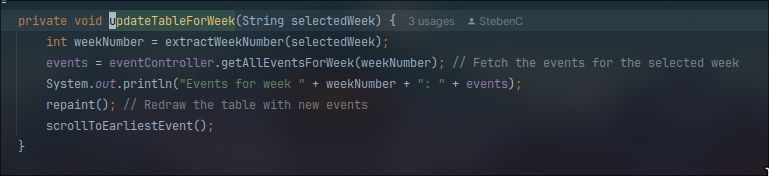 private void updateTableForWeek(String selectedWeek) { 3 usages StebenC
int weekNumber = extractWeekNumber(selectedWeek);
events = eventController.getAllEventsForWeek(weekNumber); // Fetch the events for the selected week
System.out.println("Events for week " + weekNumber + ": " + events);
repaint(); // Redraw the table with new events
scrollToEarliestEvent();
}